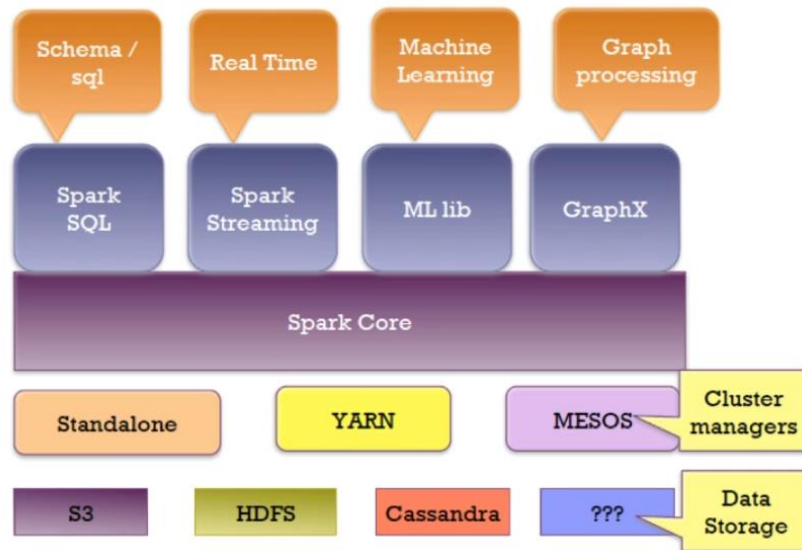 Schema /
sql
Real Time
Machine
Learning
Graph
processing
Spark
SQL
Spark
Streaming
ML lib
GraphX
Spark Core
Standalone
YARN
MESOS
Cluster
managers
S3
HDFS
Cassandra
???
Data
Storage